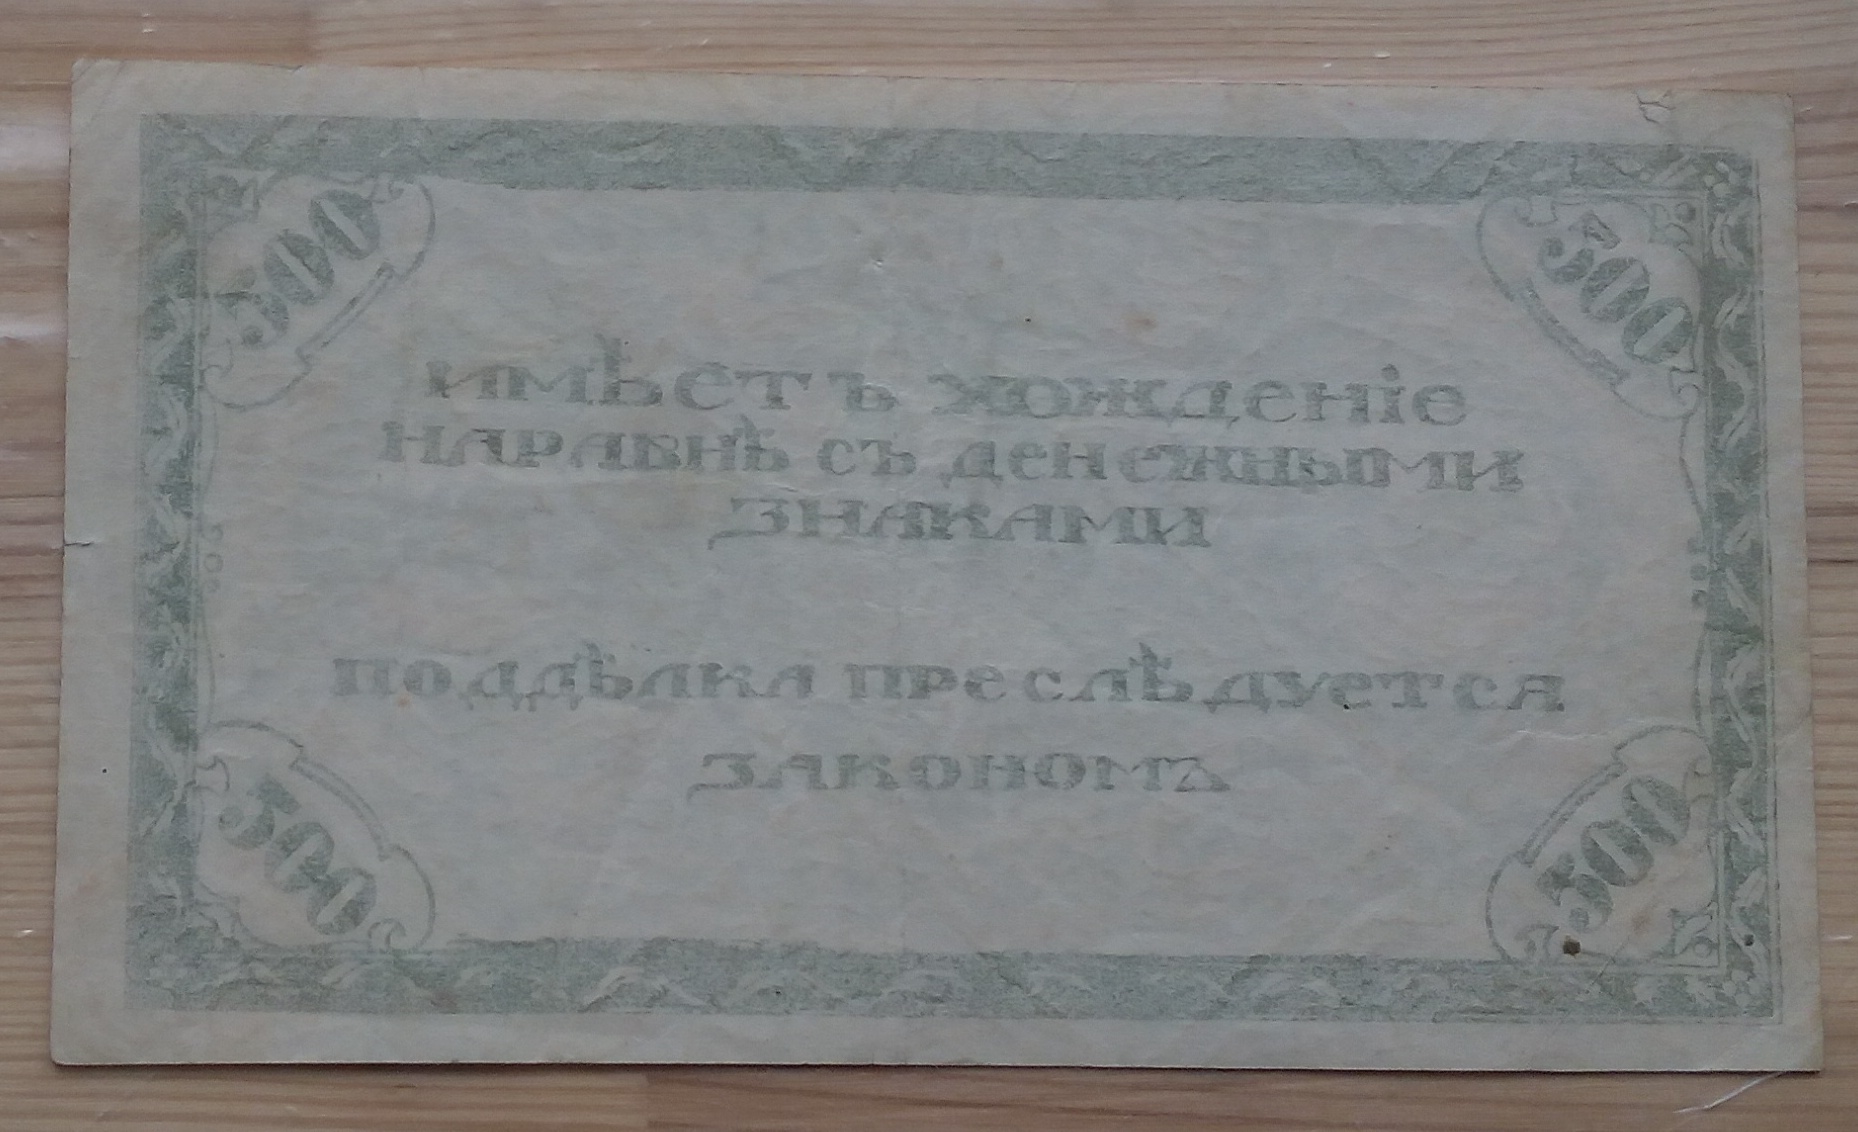 500 500
имѣетъ хожденіе
наравнѣ съ денежными
знаками
поддѣлка преслѣдуется
закономъ
500 500